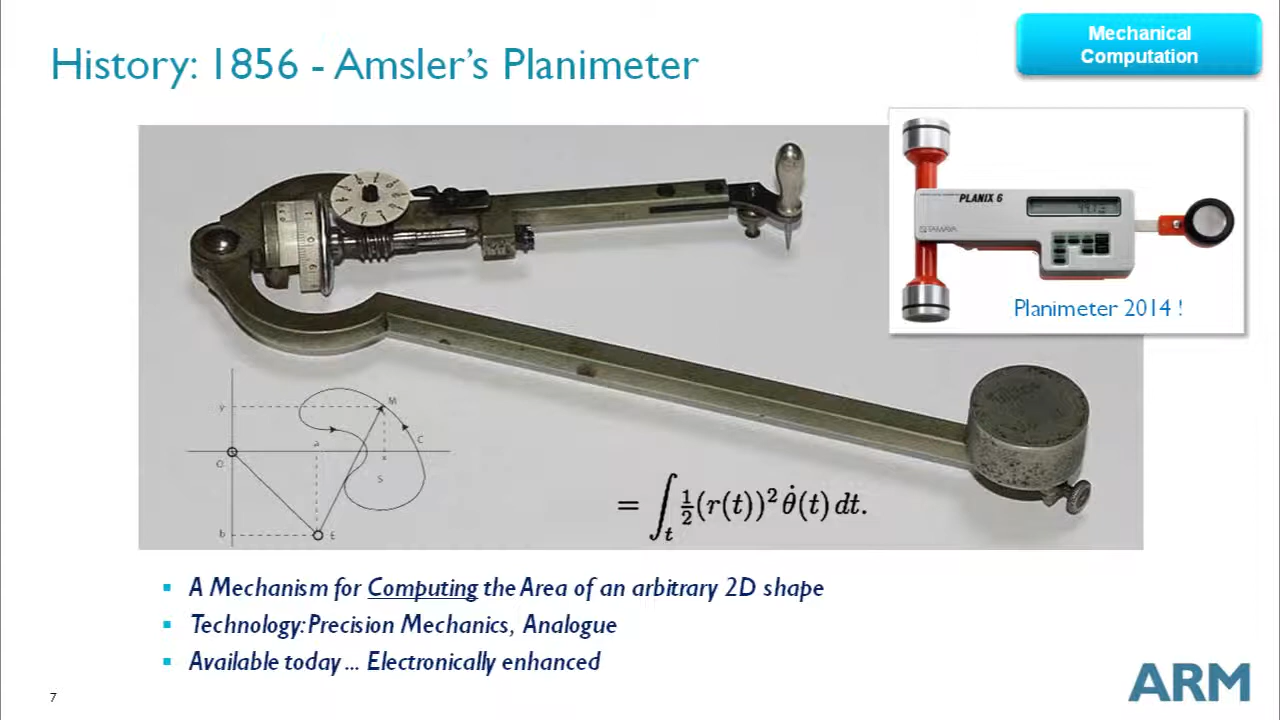 History: 1856 - Amsler's Planimeter
Mechanical
Computation
PLANIX 6
TAMAYA
Planimeter 2014 !
y
M
C
a
x
O
S
b
E
= ∫t ½(r(t))² θ̇(t) dt.
▪ A Mechanism for Computing the Area of an arbitrary 2D shape
▪ Technology: Precision Mechanics, Analogue
▪ Available today ... Electronically enhanced
7
ARM